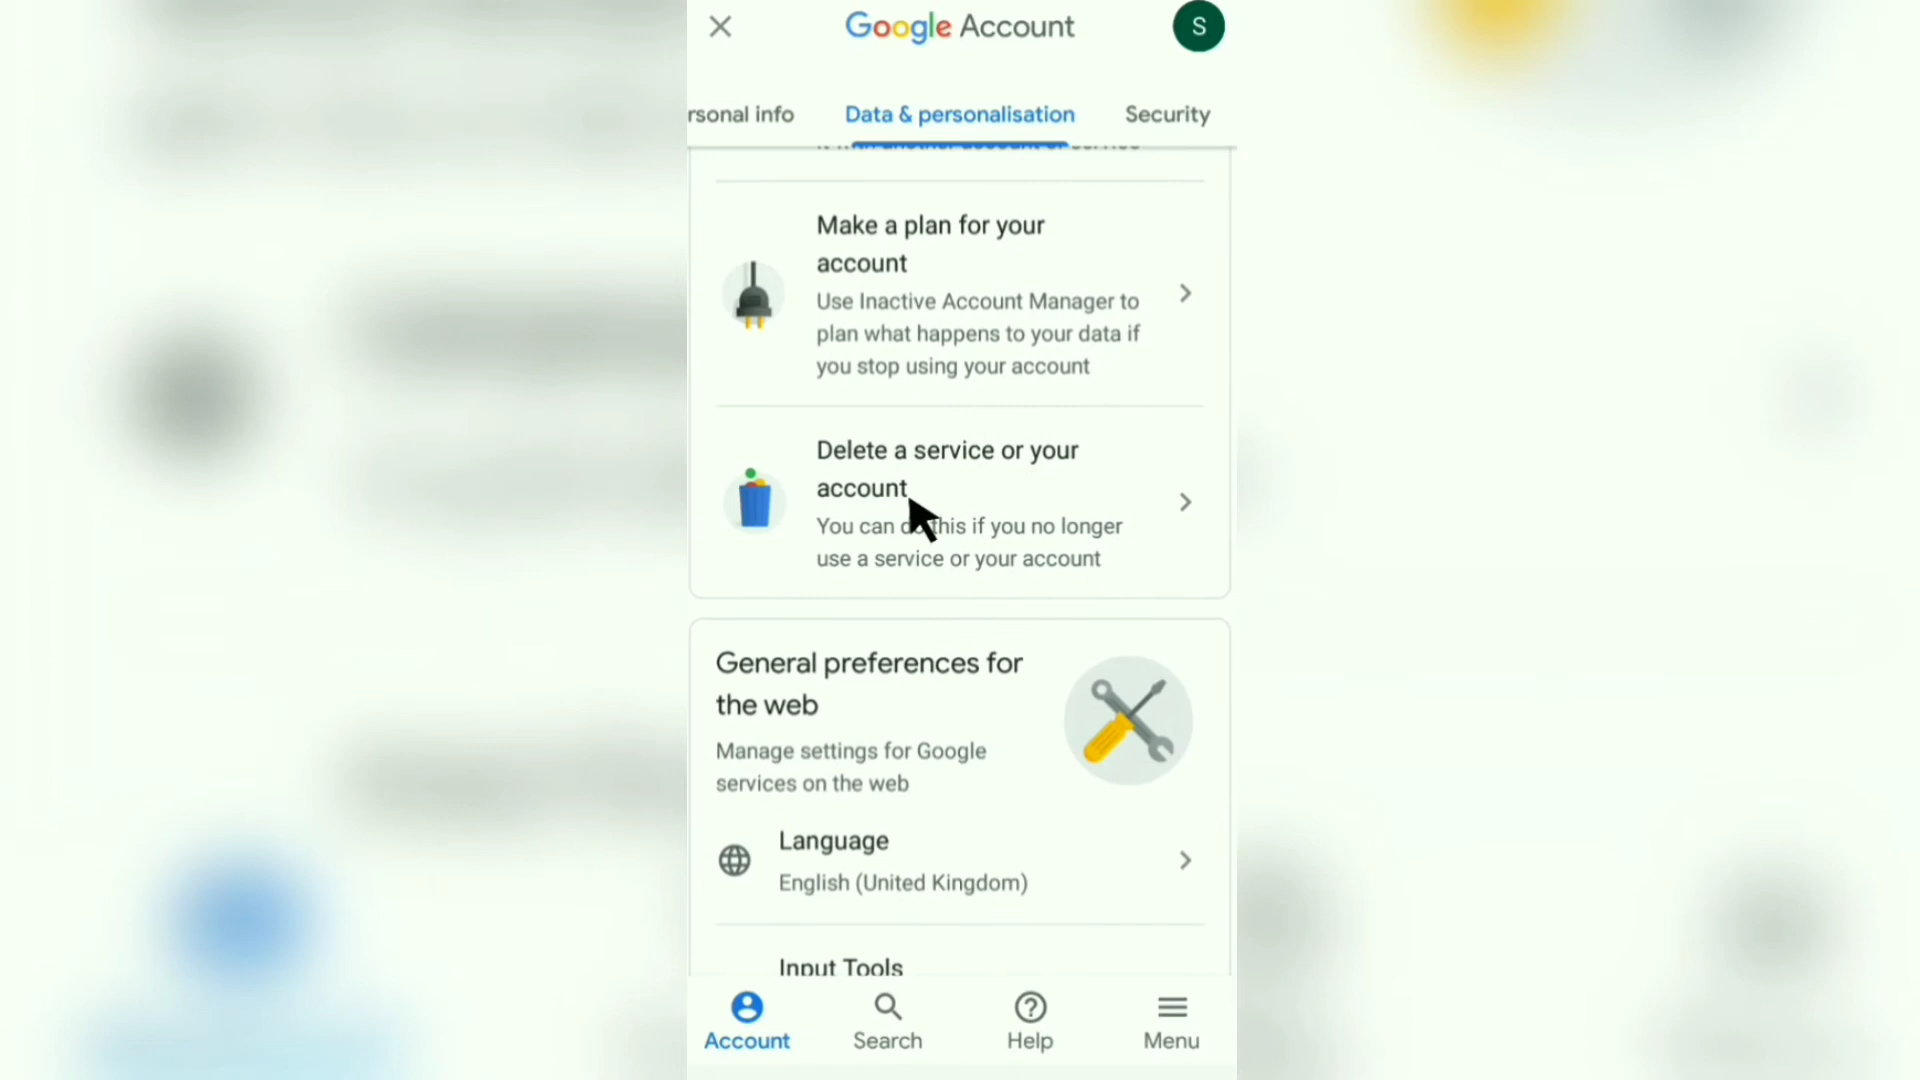 Google Account
S
rsonal info
Data & personalisation
Security
Make a plan for your
account
Use Inactive Account Manager to
plan what happens to your data if
you stop using your account
Delete a service or your
account
You can do this if you no longer
use a service or your account
General preferences for
the web
Manage settings for Google
services on the web
Language
English (United Kingdom)
Input Tools
Account
Search
Help
Menu